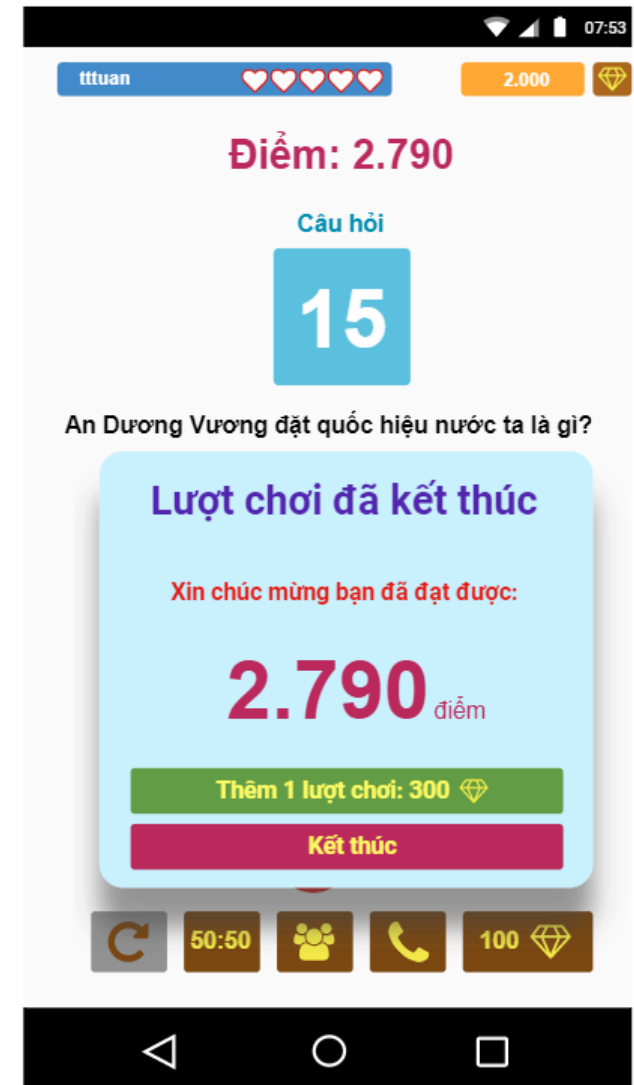 07:53
tttuan
2.000
Điểm: 2.790
Câu hỏi
15
An Dương Vương đặt quốc hiệu nước ta là gì?
Lượt chơi đã kết thúc
Xin chúc mừng bạn đã đạt được:
2.790 điểm
Thêm 1 lượt chơi: 300
Kết thúc
50:50
100